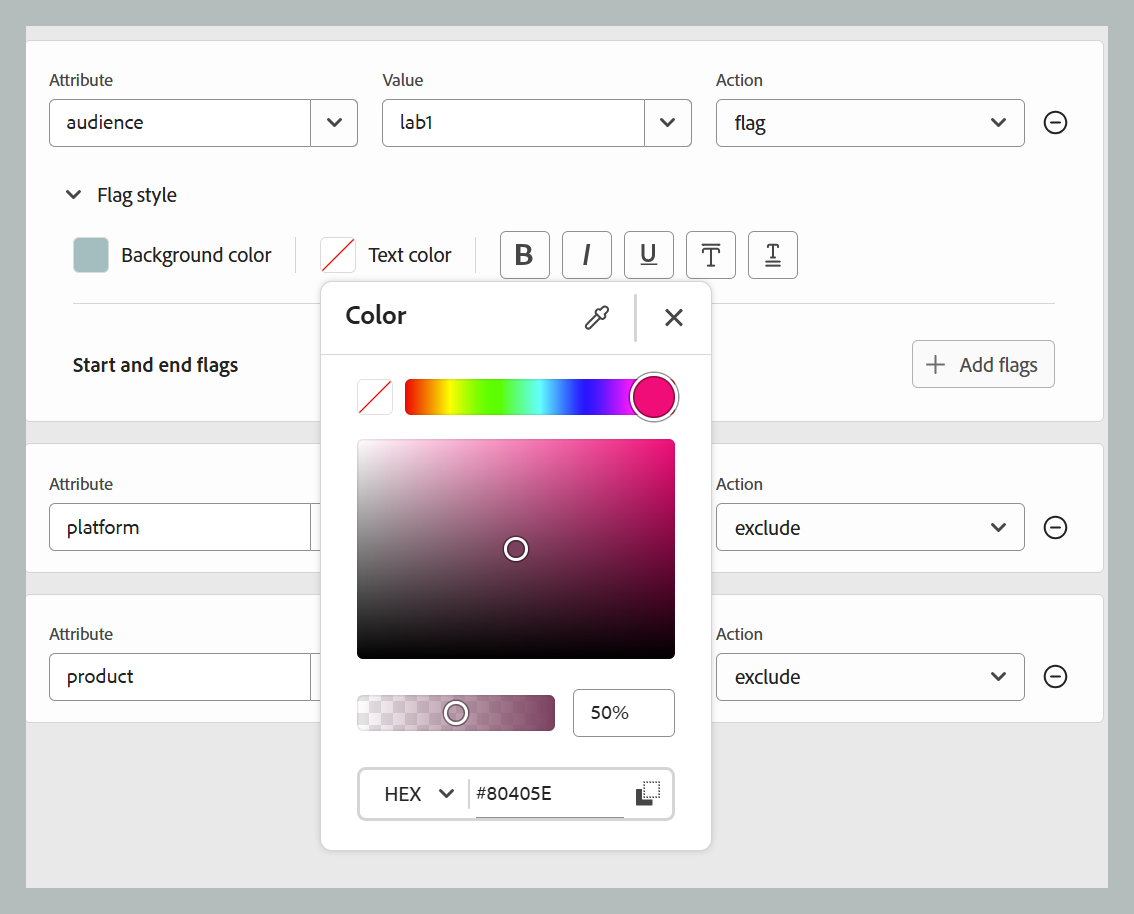 Attribute Value Action
audience lab1 flag
Flag style
Background color Text color B I U T T
Color
Start and end flags Add flags
Attribute Action
platform exclude
Attribute Action
product exclude
50%
HEX #80405E